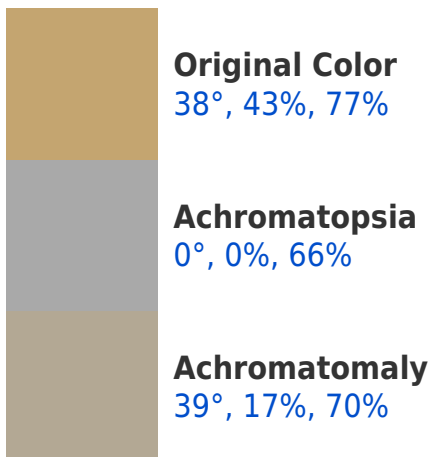 Original Color
38°, 43%, 77%
Achromatopsia
0°, 0%, 66%
Achromatomaly
39°, 17%, 70%